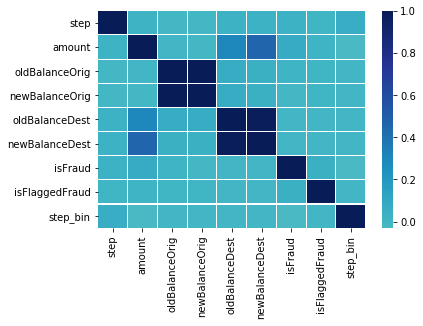 step
amount
oldBalanceOrig
newBalanceOrig
oldBalanceDest
newBalanceDest
isFraud
isFlaggedFraud
step_bin
step
amount
oldBalanceOrig
newBalanceOrig
oldBalanceDest
newBalanceDest
isFraud
isFlaggedFraud
step_bin
1.0
0.8
0.6
0.4
0.2
0.0